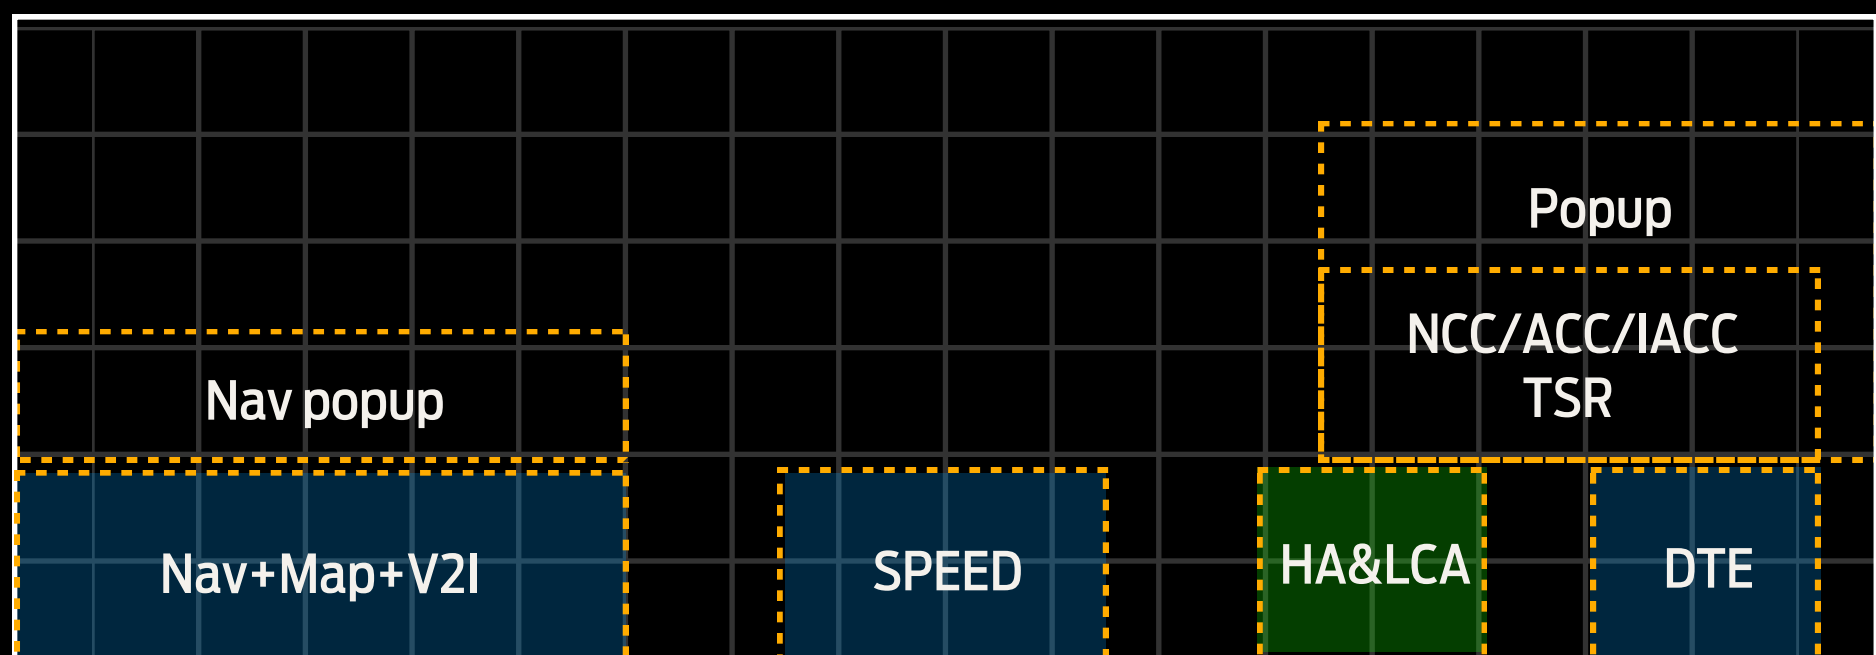 Popup
NCC/ACC/IACC
TSR
Nav popup
Nav+Map+V2I
SPEED
HA&LCA
DTE